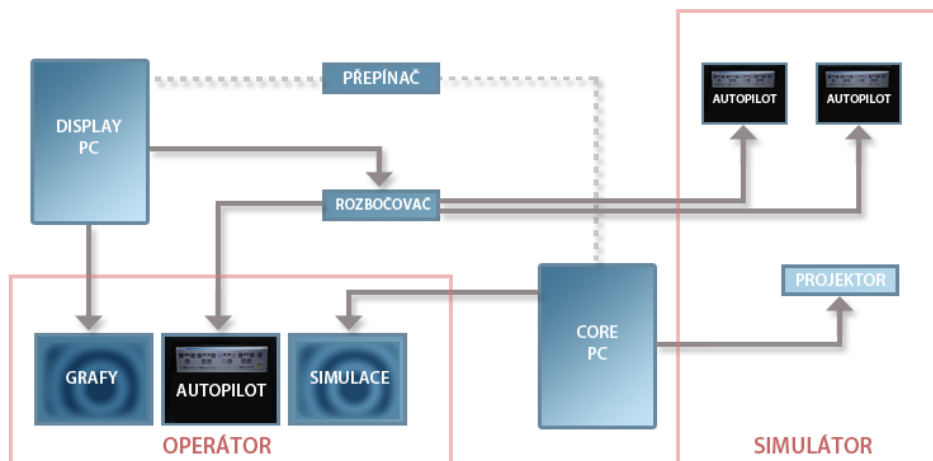 PŘEPÍNAČ
DISPLAY
PC
AUTOPILOT
AUTOPILOT
ROZBOČOVAČ
PROJEKTOR
CORE
PC
GRAFY
AUTOPILOT
SIMULACE
OPERÁTOR
SIMULÁTOR